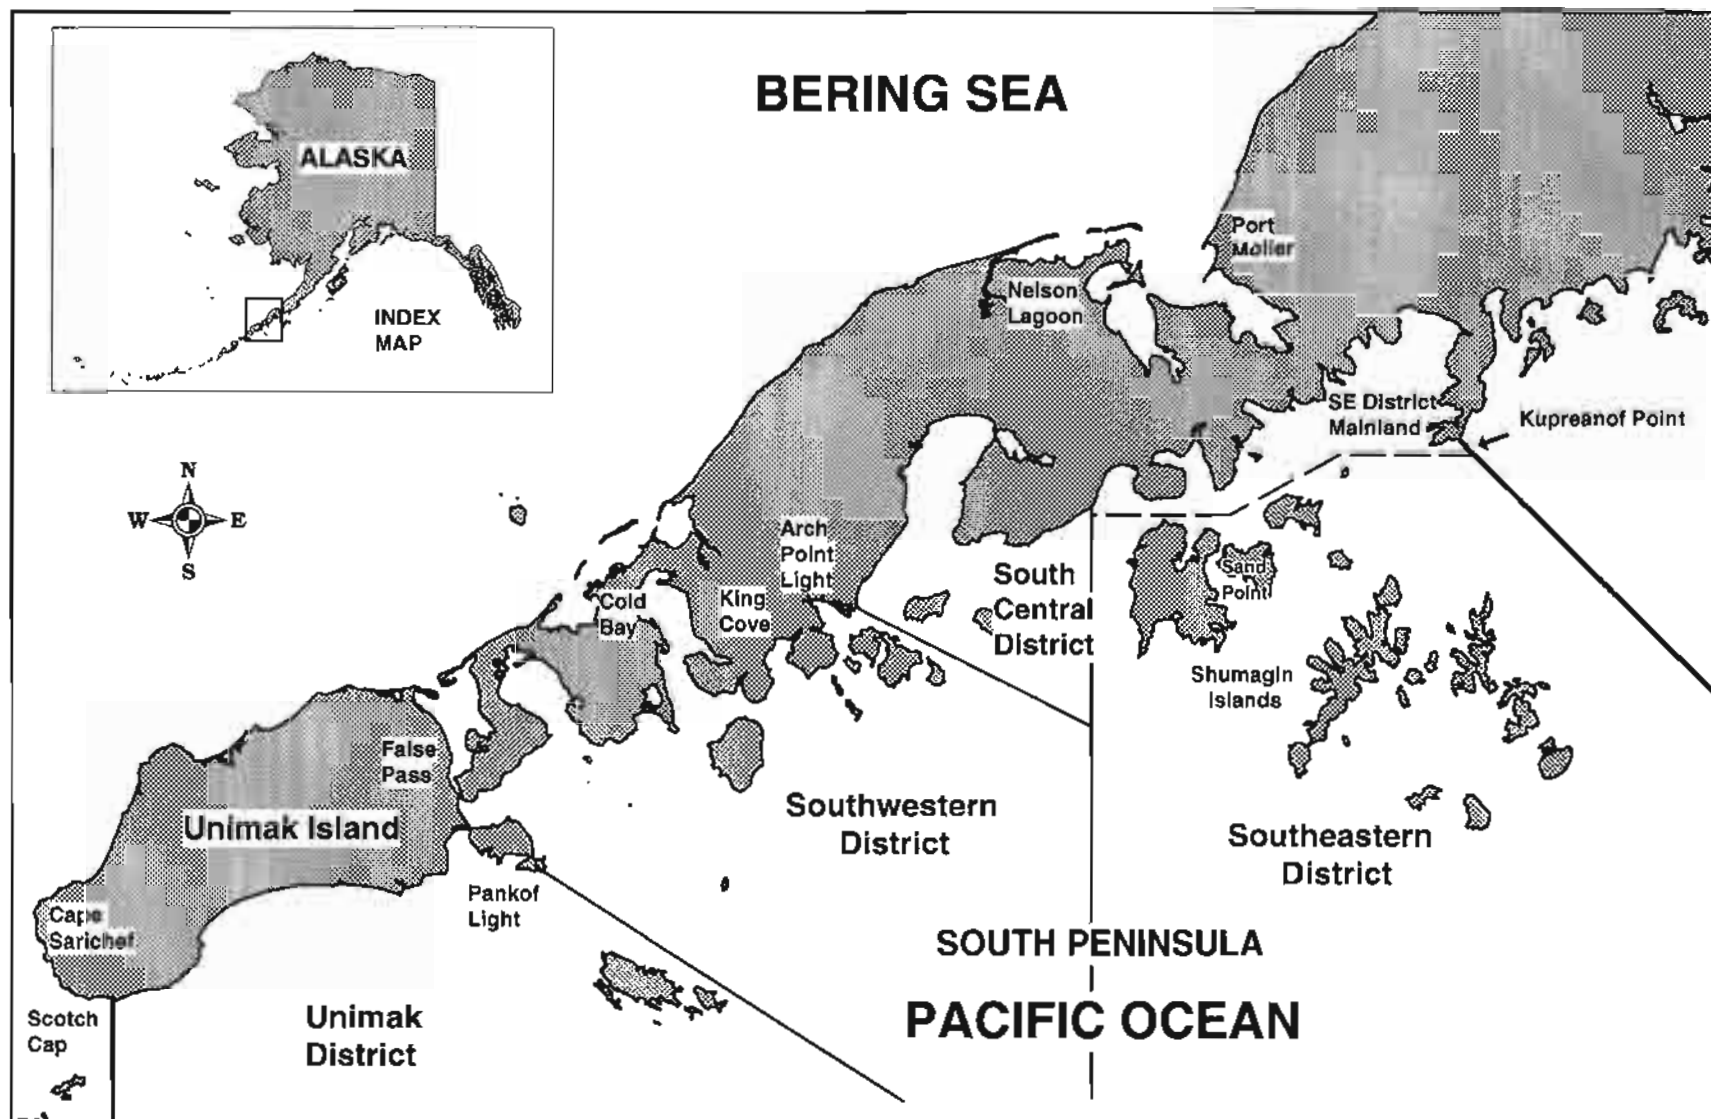 BERING SEA
ALASKA
INDEX
MAP
Port
Moller
Nelson
Lagoon
SE District
Mainland
Kupreanof Point
N
W
E
S
Arch
Point
Light
Cold
Bay
King
Cove
South
Central
District
Sand
Point
Shumagin
Islands
False
Pass
Unimak Island
Southwestern
District
Southeastern
District
Pankof
Light
Cape
Sarichef
SOUTH PENINSULA
PACIFIC OCEAN
Scotch
Cap
Unimak
District